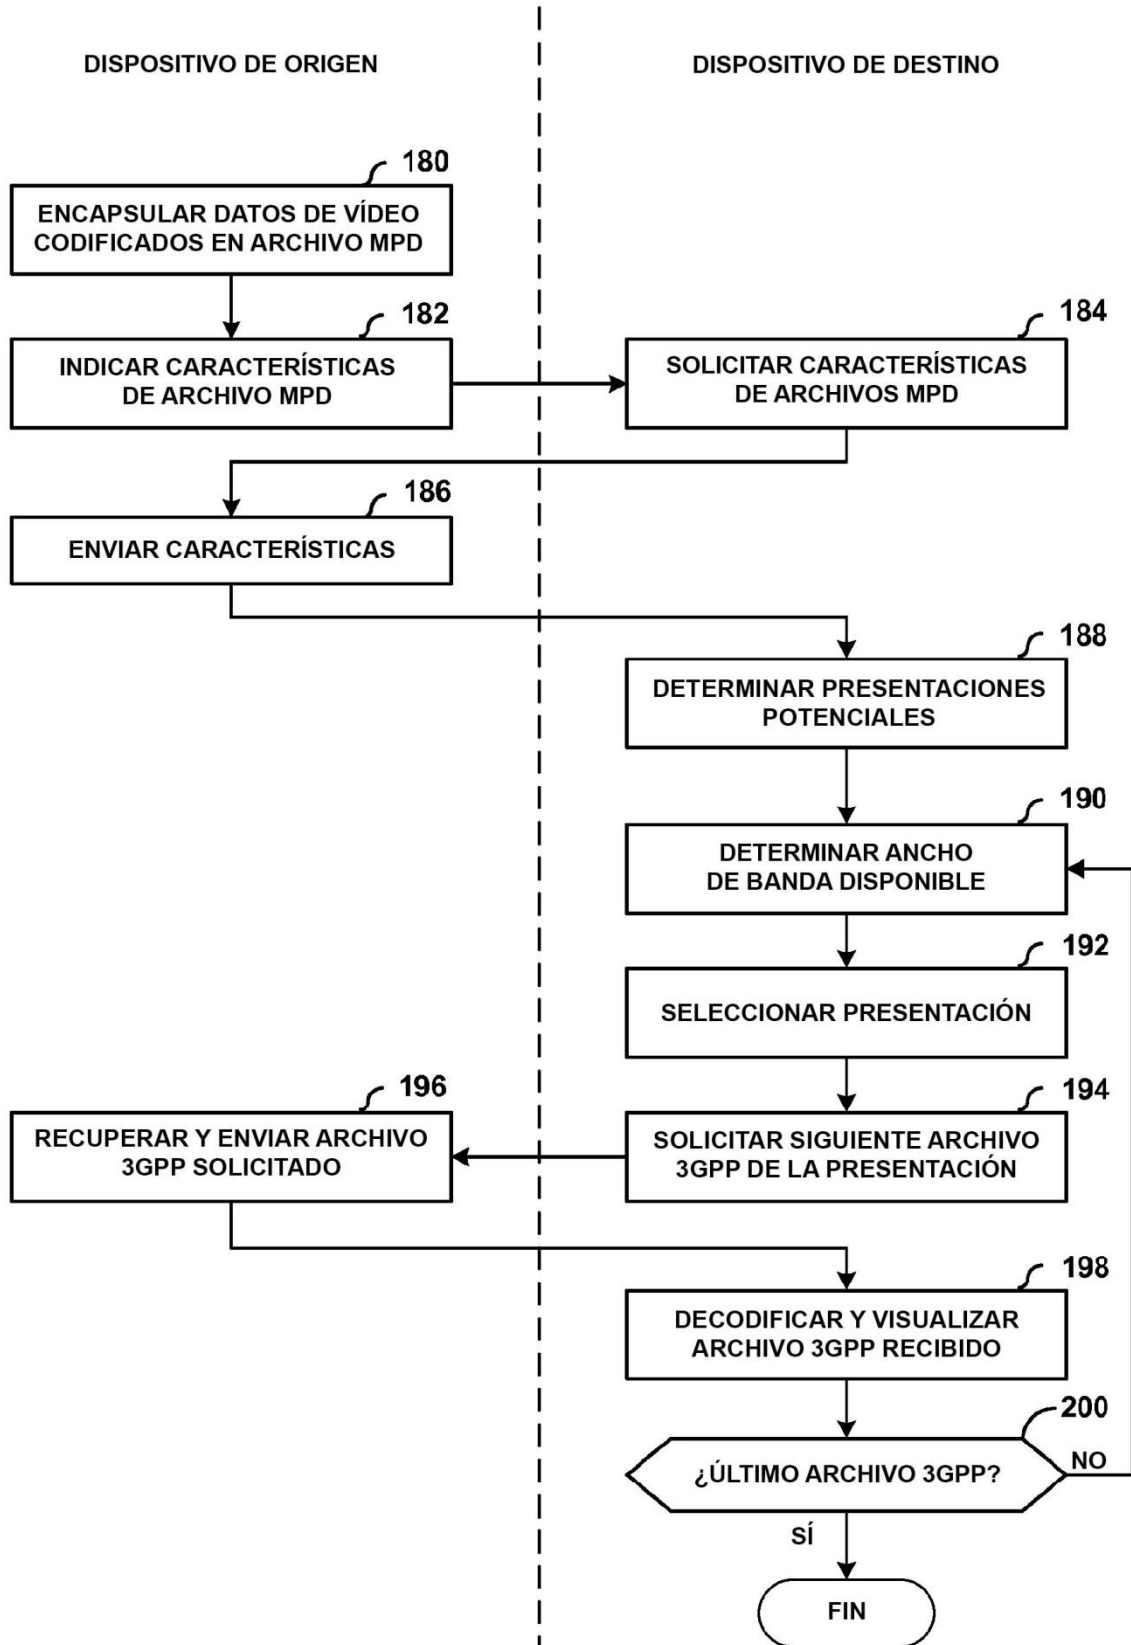 DISPOSITIVO DE ORIGEN
DISPOSITIVO DE DESTINO
180
ENCAPSULAR DATOS DE VÍDEO
CODIFICADOS EN ARCHIVO MPD
182
INDICAR CARACTERÍSTICAS
DE ARCHIVO MPD
184
SOLICITAR CARACTERÍSTICAS
DE ARCHIVOS MPD
186
ENVIAR CARACTERÍSTICAS
188
DETERMINAR PRESENTACIONES
POTENCIALES
190
DETERMINAR ANCHO
DE BANDA DISPONIBLE
192
SELECCIONAR PRESENTACIÓN
194
SOLICITAR SIGUIENTE ARCHIVO
3GPP DE LA PRESENTACIÓN
196
RECUPERAR Y ENVIAR ARCHIVO
3GPP SOLICITADO
198
DECODIFICAR Y VISUALIZAR
ARCHIVO 3GPP RECIBIDO
200
¿ÚLTIMO ARCHIVO 3GPP?
NO
SÍ
FIN